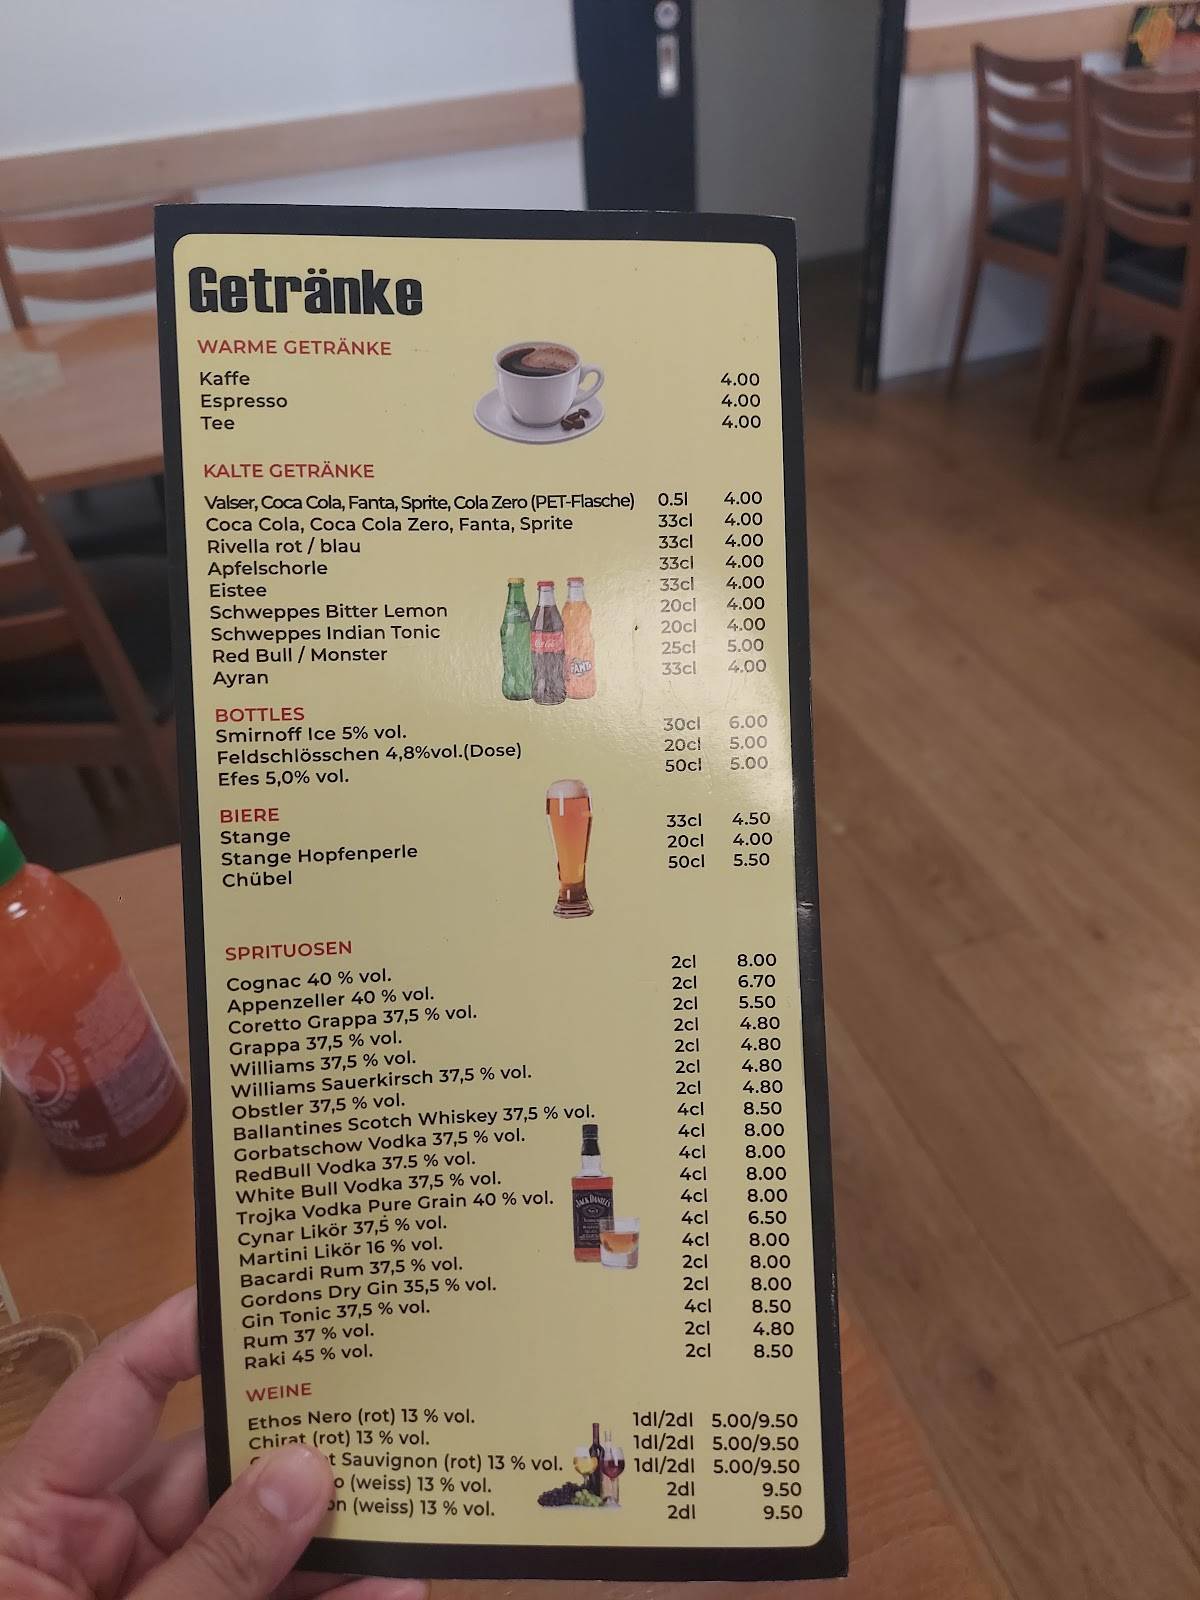 Getränke
WARME GETRÄNKE
Kaffe 4.00
Espresso 4.00
Tee 4.00
KALTE GETRÄNKE
Valser, Coca Cola, Fanta, Sprite, Cola Zero (PET-Flasche) 0.5l 4.00
Coca Cola, Coca Cola Zero, Fanta, Sprite 33cl 4.00
Rivella rot / blau 33cl 4.00
Apfelschorle 33cl 4.00
Eistee 33cl 4.00
Schweppes Bitter Lemon 20cl 4.00
Schweppes Indian Tonic 20cl 4.00
Red Bull / Monster 25cl 5.00
Ayran 33cl 4.00
BOTTLES
Smirnoff Ice 5% vol. 30cl 6.00
Feldschlösschen 4,8%vol.(Dose) 20cl 5.00
Efes 5,0% vol. 50cl 5.00
BIERE
Stange 33cl 4.50
Stange Hopfenperle 20cl 4.00
Chübel 50cl 5.50
SPRITUOSEN
Cognac 40 % vol. 2cl 8.00
Appenzeller 40 % vol. 2cl 6.70
Coretto Grappa 37,5 % vol. 2cl 5.50
Grappa 37,5 % vol. 2cl 4.80
Williams 37,5 % vol. 2cl 4.80
Williams Sauerkirsch 37,5 % vol. 2cl 4.80
Obstler 37,5 % vol. 2cl 4.80
Ballantines Scotch Whiskey 37,5 % vol. 4cl 8.50
Gorbatschow Vodka 37,5 % vol. 4cl 8.00
RedBull Vodka 37.5 % vol. 4cl 8.00
White Bull Vodka 37,5 % vol. 4cl 8.00
Trojka Vodka Pure Grain 40 % vol. 4cl 8.00
Cynar Likör 37,5 % vol. 4cl 6.50
Martini Likör 16 % vol. 4cl 8.00
Bacardi Rum 37,5 % vol. 2cl 8.00
Gordons Dry Gin 35,5 % vol. 2cl 8.00
Gin Tonic 37,5 % vol. 4cl 8.50
Rum 37 % vol. 2cl 4.80
Raki 45 % vol. 2cl 8.50
WEINE
Ethos Nero (rot) 13 % vol. 1dl/2dl 5.00/9.50
Chirat (rot) 13 % vol. 1dl/2dl 5.00/9.50
Sauvignon (rot) 13 % vol. 1dl/2dl 5.00/9.50
(weiss) 13 % vol. 2dl 9.50
(weiss) 13 % vol. 2dl 9.50
JACK DANIEL'S
Coca-Cola
FANTA